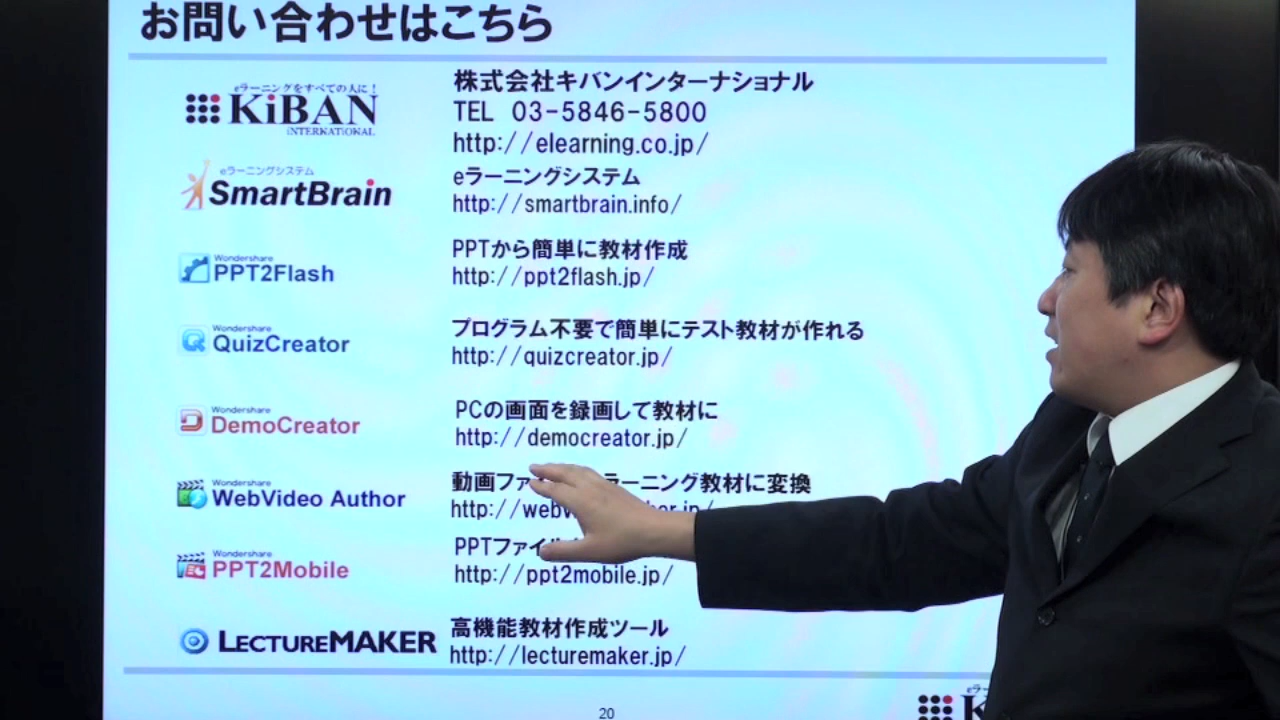 お問い合わせはこちら
eラーニングをすべての人に！
KiBAN
INTERNATIONAL
株式会社キバンインターナショナル
TEL 03-5846-5800
http://elearning.co.jp/
eラーニングシステム
SmartBrain
eラーニングシステム
http://smartbrain.info/
Wondershare
PPT2Flash
PPTから簡単に教材作成
http://ppt2flash.jp/
Wondershare
QuizCreator
プログラム不要で簡単にテスト教材が作れる
http://quizcreator.jp/
Wondershare
DemoCreator
PCの画面を録画して教材に
http://democreator.jp/
Wondershare
WebVideo Author
動画ファ ラーニング教材に変換
http://webv
Wondershare
PPT2Mobile
PPTファイ
http://ppt2mobile.jp/
LECTUREMAKER
高機能教材作成ツール
http://lecturemaker.jp/
20
eラー
K